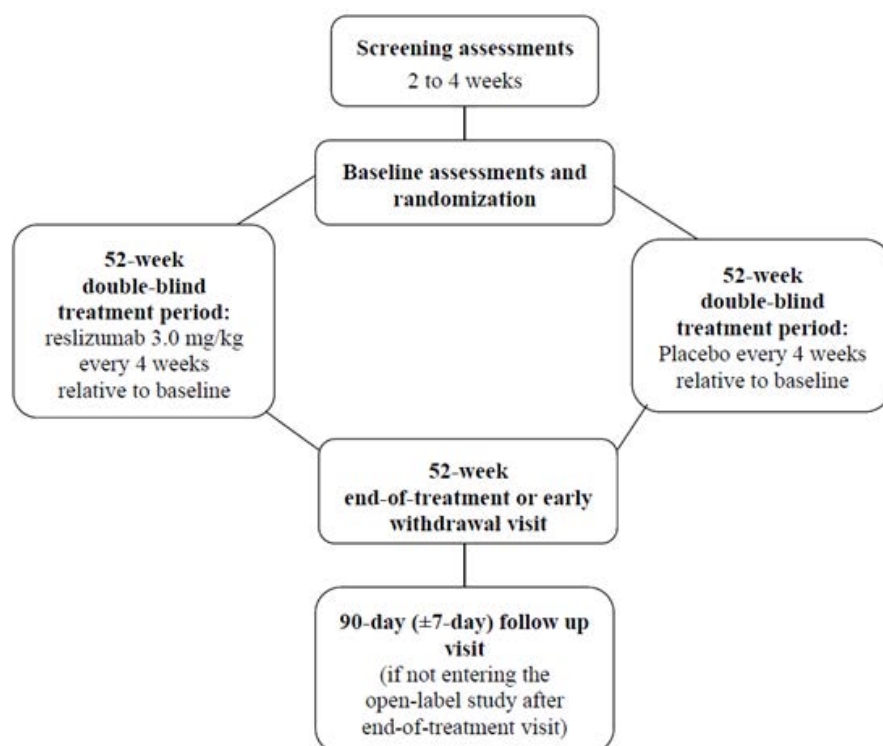 Screening assessments
2 to 4 weeks
Baseline assessments and
randomization
52-week
double-blind
treatment period:
reslizumab 3.0 mg/kg
every 4 weeks
relative to baseline
52-week
double-blind
treatment period:
Placebo every 4 weeks
relative to baseline
52-week
end-of-treatment or early
withdrawal visit
90-day (±7-day) follow up
visit
(if not entering the
open-label study after
end-of-treatment visit)